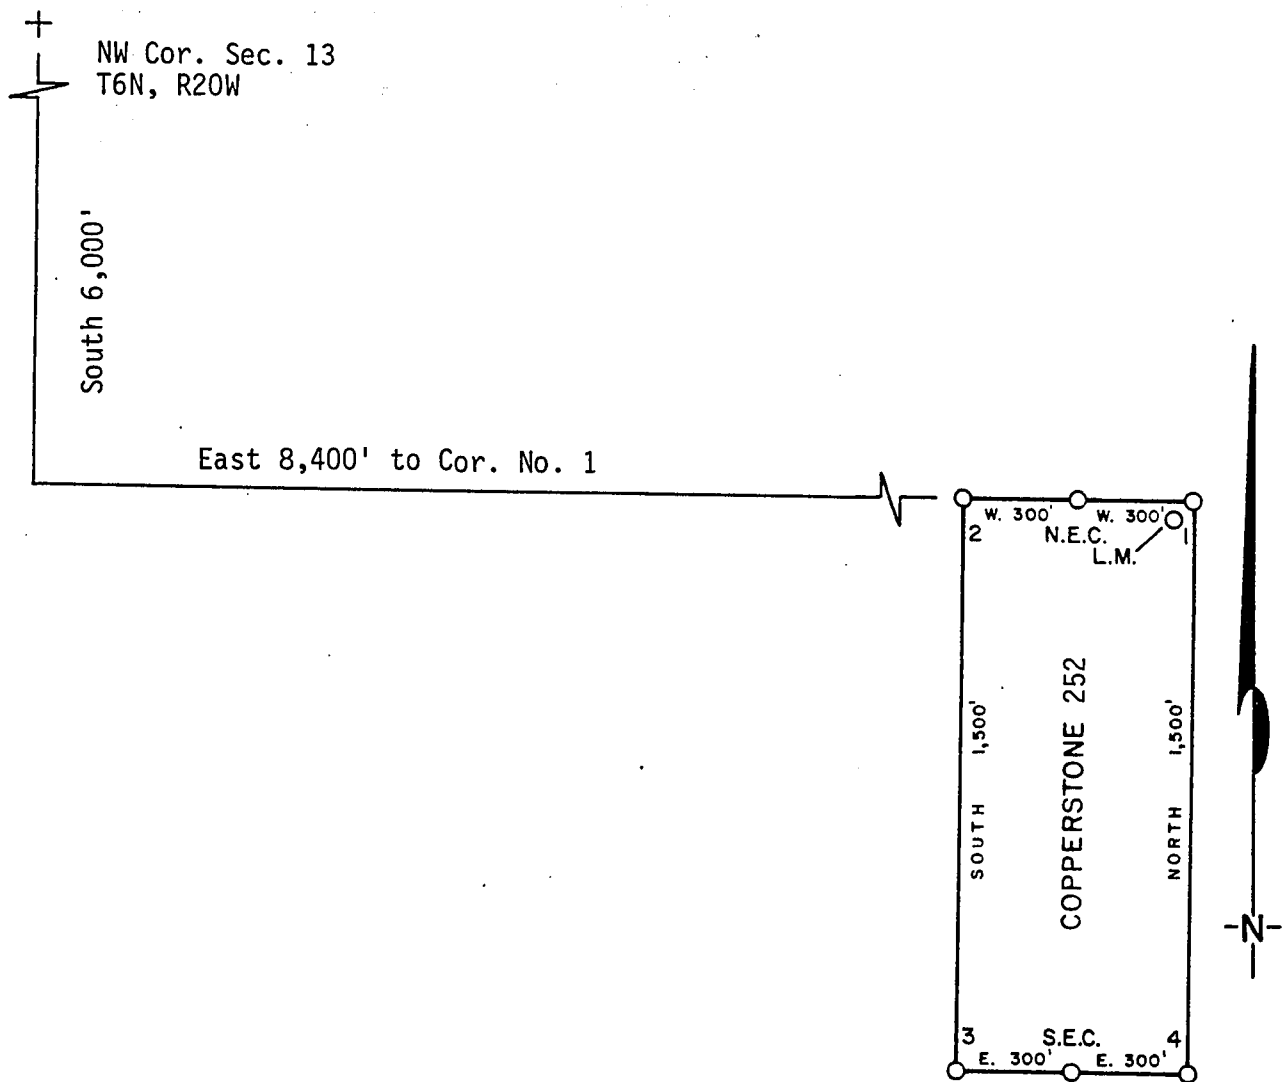 NW Cor. Sec. 13
T6N, R20W
South 6,000'
East 8,400' to Cor. No. 1
W. 300' W. 300'
2 N.E.C. 1
L.M.
SOUTH 1,500'
COPPERSTONE 252
NORTH 1,500'
-N-
3 S.E.C. 4
E. 300' E. 300'